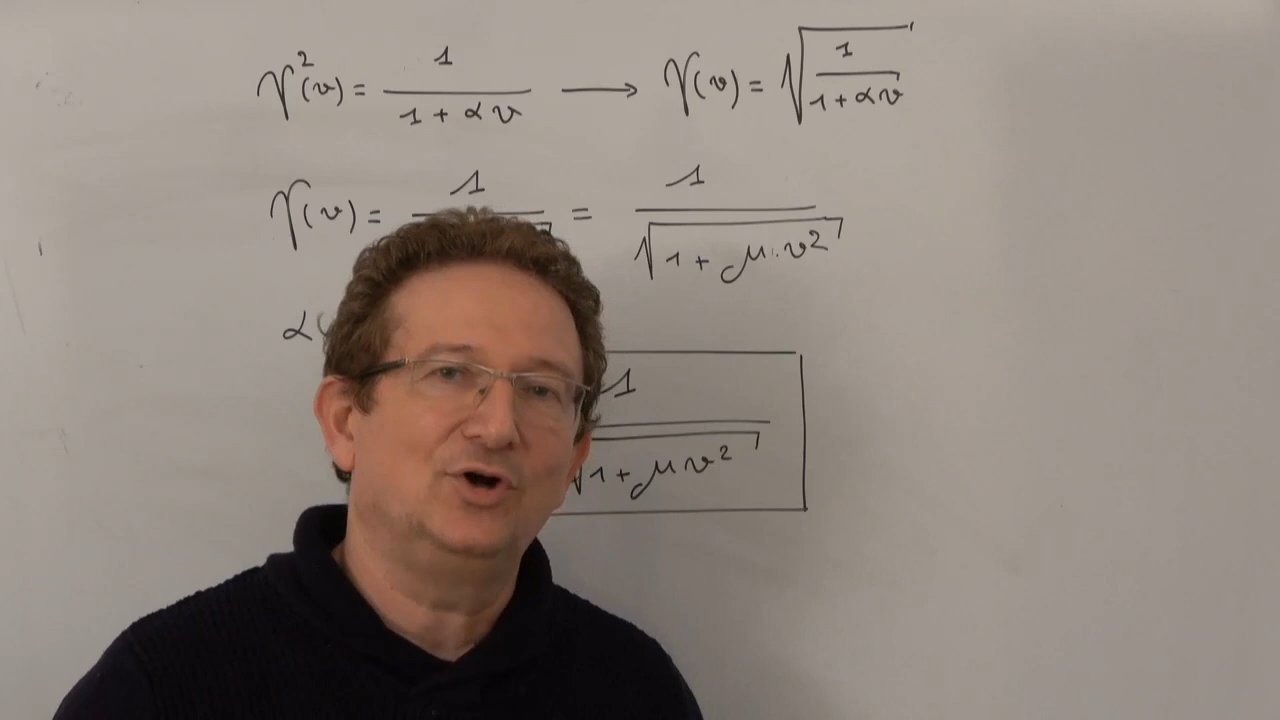 γ²(v) = 1/(1 + αv) ⟶ γ(v) = √(1/(1 + αv))
γ(v) = 1/ = 1/√(1 + μ·v²)
α(
1/√(1 + μv²)